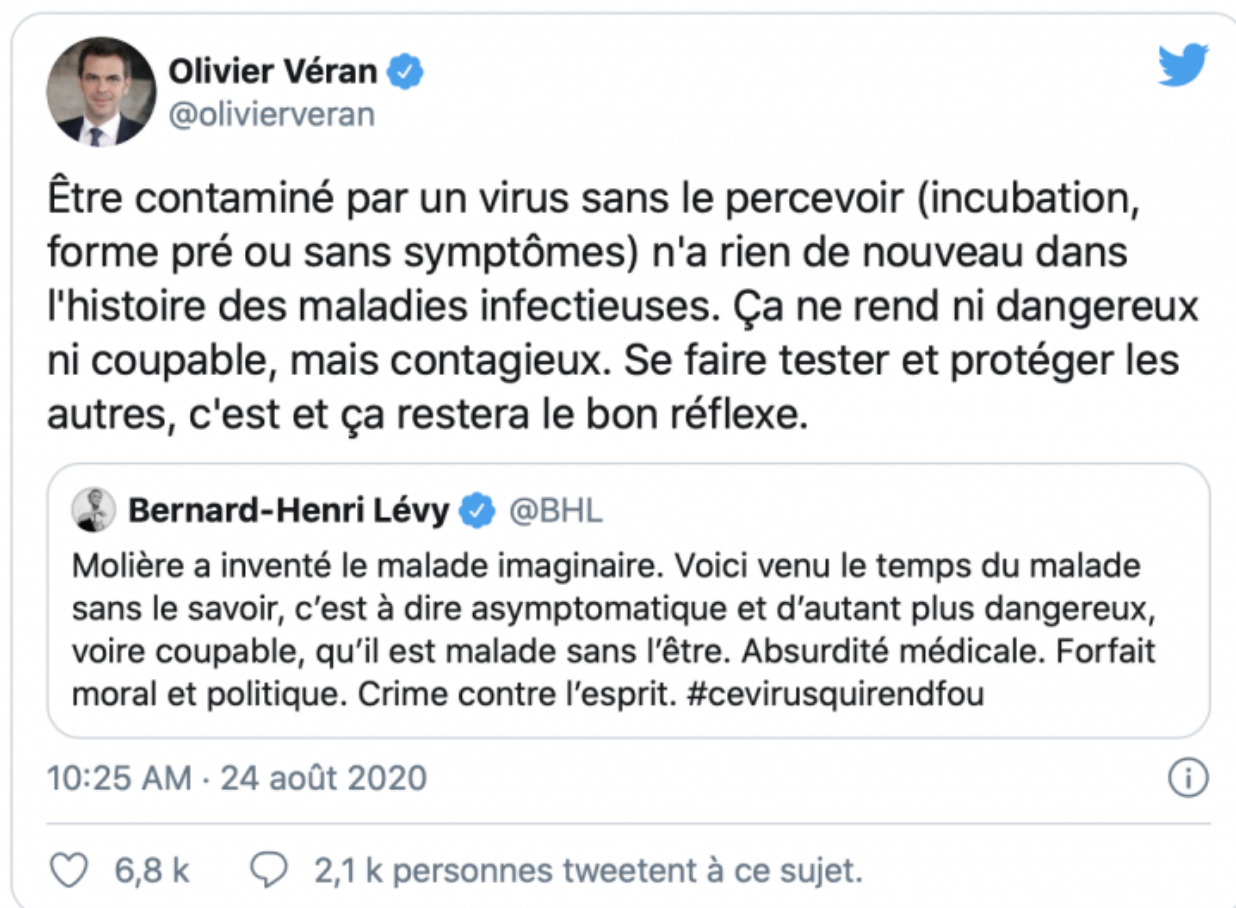 Olivier Véran
@olivierveran
Être contaminé par un virus sans le percevoir (incubation,
forme pré ou sans symptômes) n'a rien de nouveau dans
l'histoire des maladies infectieuses. Ça ne rend ni dangereux
ni coupable, mais contagieux. Se faire tester et protéger les
autres, c'est et ça restera le bon réflexe.
Bernard-Henri Lévy @BHL
Molière a inventé le malade imaginaire. Voici venu le temps du malade
sans le savoir, c’est à dire asymptomatique et d’autant plus dangereux,
voire coupable, qu’il est malade sans l’être. Absurdité médicale. Forfait
moral et politique. Crime contre l’esprit. #cevirusquirendfou
10:25 AM · 24 août 2020
6,8 k 2,1 k personnes tweetent à ce sujet.